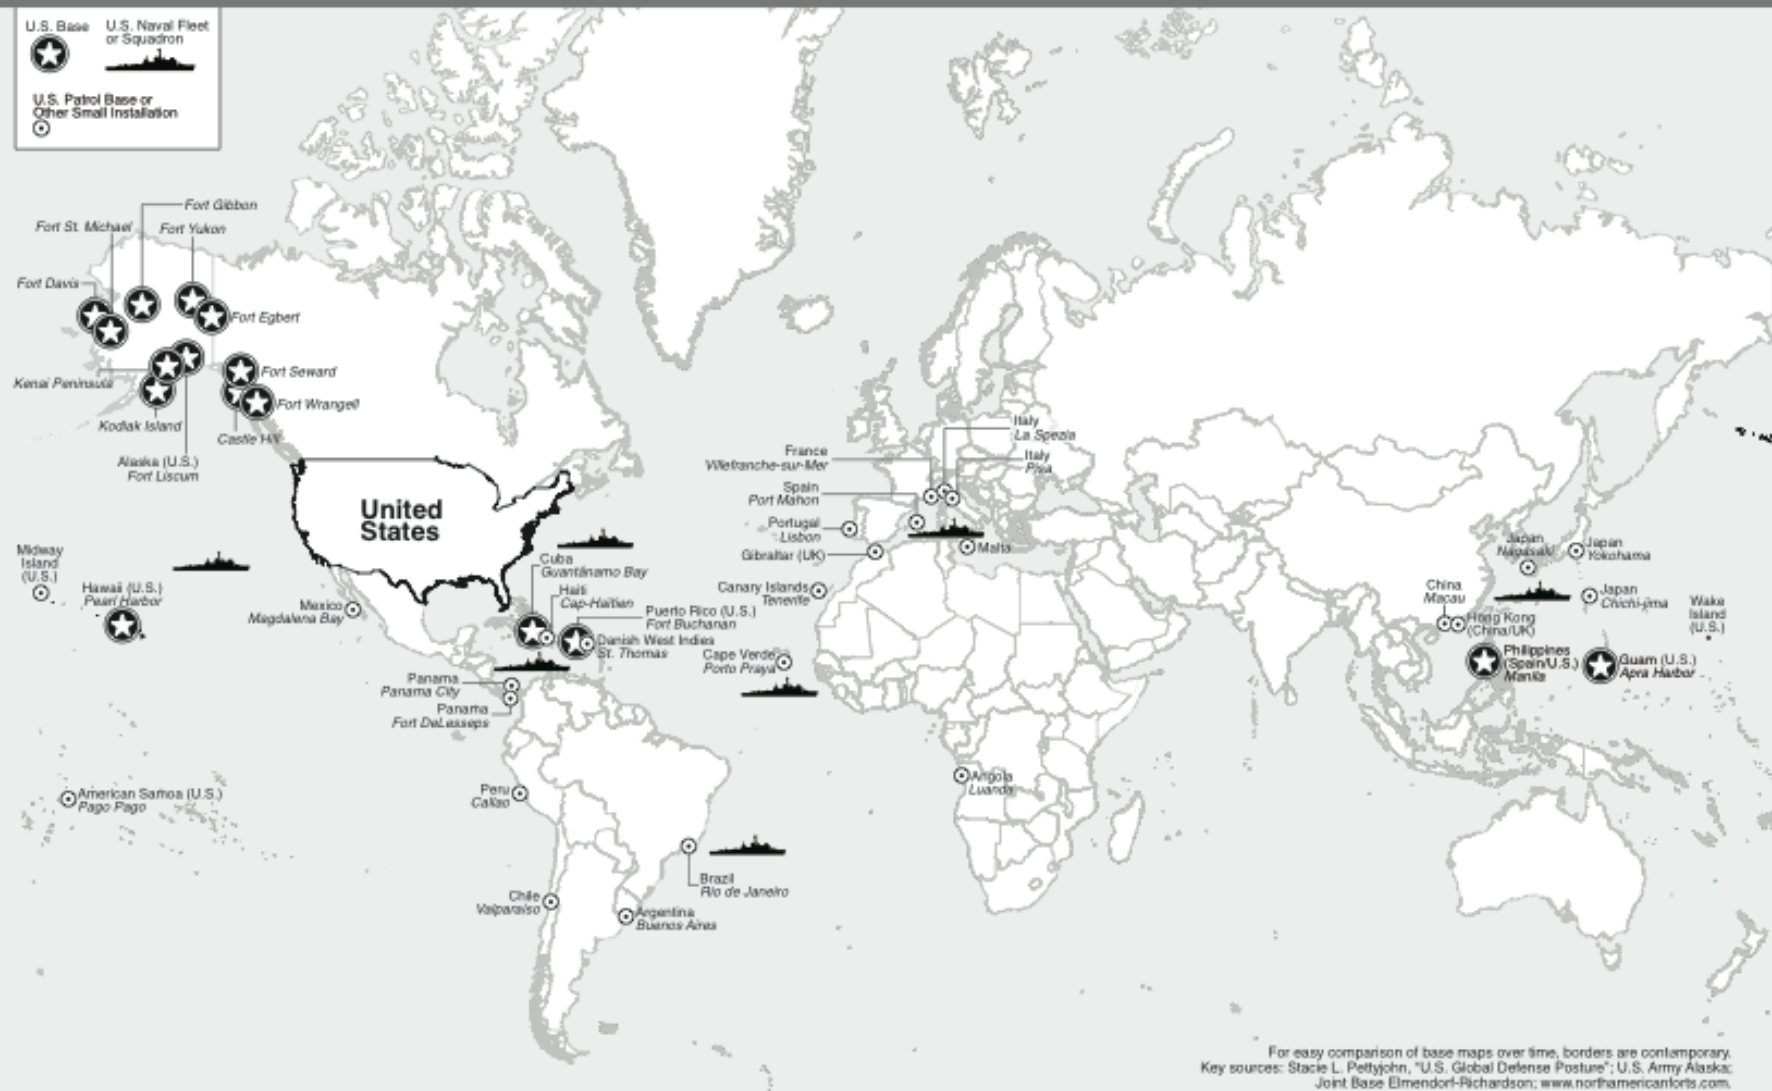 U.S. Base
U.S. Naval Fleet
or Squadron
U.S. Patrol Base or
Other Small Installation
Fort Gibbon
Fort St. Michael
Fort Yukon
Fort Davis
Fort Egbert
Kenai Peninsula
Fort Seward
Fort Wrangell
Kodiak Island
Castle Hill
Alaska (U.S.)
Fort Liscum
United
States
Midway
Island
(U.S.)
Hawaii (U.S.)
Pearl Harbor
Mexico
Magdalena Bay
Cuba
Guantánamo Bay
Haiti
Cap-Haïtien
Puerto Rico (U.S.)
Fort Buchanan
Danish West Indies
St. Thomas
Panama
Panama City
Panama
Fort DeLesseps
American Samoa (U.S.)
Pago Pago
Peru
Callao
Brazil
Rio de Janeiro
Chile
Valparaíso
Argentina
Buenos Aires
Italy
La Spezia
France
Villefranche-sur-Mer
Italy
Pisa
Spain
Port Mahon
Portugal
Lisbon
Gibraltar (UK)
Malta
Canary Islands
Tenerife
Cape Verde
Porto Praya
Angola
Luanda
Japan
Nagasaki
Japan
Yokohama
China
Macau
Japan
Chichi-jima
Hong Kong
(China/UK)
Wake
Island
(U.S.)
Philippines
(Spain/U.S.)
Manila
Guam (U.S.)
Apra Harbor
For easy comparison of base maps over time, borders are contemporary.
Key sources: Stacie L. Pettyjohn, "U.S. Global Defense Posture"; U.S. Army Alaska;
Joint Base Elmendorf-Richardson; www.northamericanforts.com.